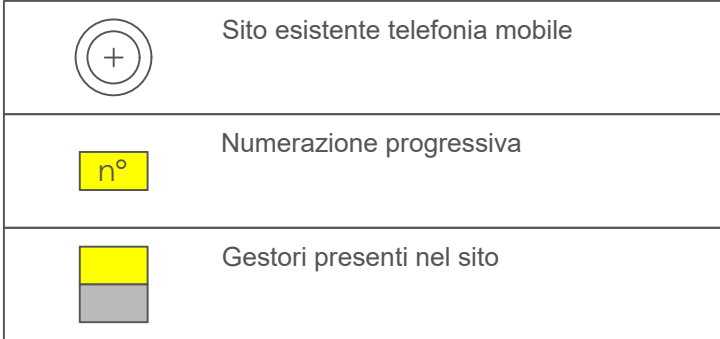 Sito esistente telefonia mobile
Numerazione progressiva
n°
Gestori presenti nel sito